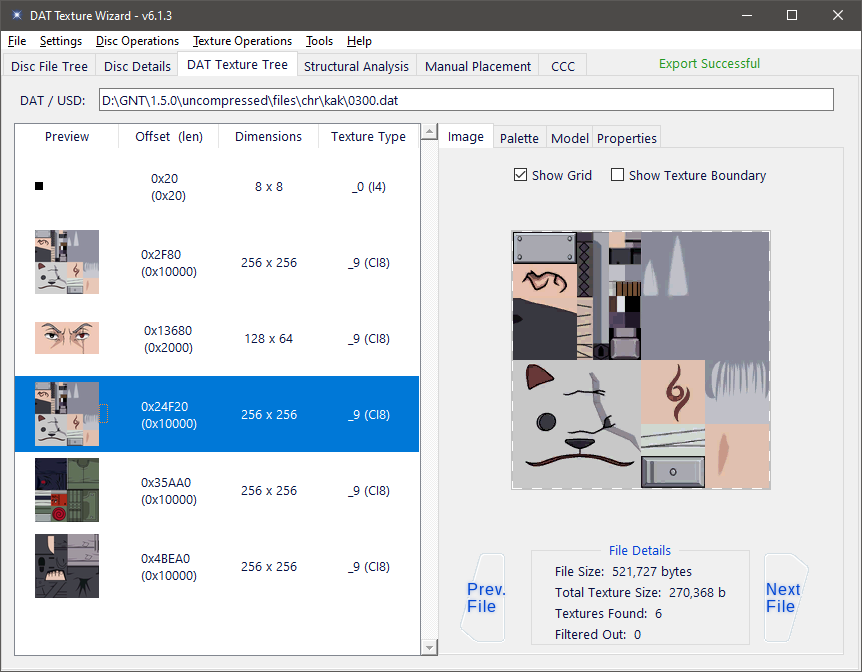 DAT Texture Wizard - v6.1.3
File Settings Disc Operations Texture Operations Tools Help
Disc File Tree Disc Details DAT Texture Tree Structural Analysis Manual Placement CCC Export Successful
DAT / USD: D:\GNT\1.5.0\uncompressed\files\chr\kak\0300.dat
Preview Offset (len) Dimensions Texture Type
0x20
(0x20)
8 x 8 _0 (I4)
0x2F80
(0x10000)
256 x 256 _9 (CI8)
0x13680
(0x2000)
128 x 64 _9 (CI8)
0x24F20
(0x10000)
256 x 256 _9 (CI8)
0x35AA0
(0x10000)
256 x 256 _9 (CI8)
0x4BEA0
(0x10000)
256 x 256 _9 (CI8)
Image Palette Model Properties
Show Grid Show Texture Boundary
Prev.
File
File Details
File Size: 521,727 bytes
Total Texture Size: 270,368 b
Textures Found: 6
Filtered Out: 0
Next
File